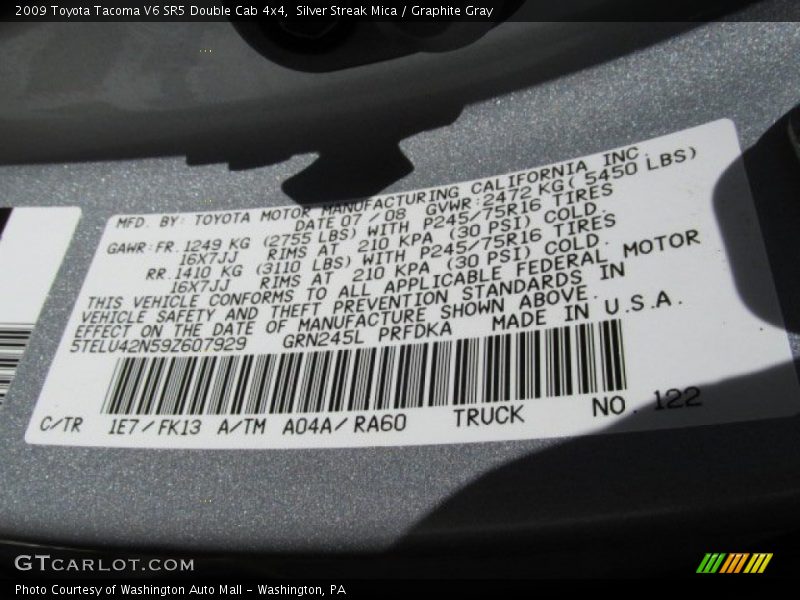 2009 Toyota Tacoma V6 SR5 Double Cab 4x4, Silver Streak Mica / Graphite Gray
MFD. BY: TOYOTA MOTOR MANUFACTURING CALIFORNIA INC
DATE 07/08 GVWR:2472 KG( 5450 LBS)
GAWR:FR.1249 KG (2755 LBS) WITH P245/75R16 TIRES
16X7JJ RIMS AT 210 KPA (30 PSI) COLD.
RR.1410 KG (3110 LBS) WITH P245/75R16 TIRES
16X7JJ RIMS AT 210 KPA (30 PSI) COLD.
THIS VEHICLE CONFORMS TO ALL APPLICABLE FEDERAL MOTOR
VEHICLE SAFETY AND THEFT PREVENTION STANDARDS IN
EFFECT ON THE DATE OF MANUFACTURE SHOWN ABOVE.
5TELU42N59Z607929 GRN245L PRFDKA MADE IN U.S.A.
C/TR 1E7/FK13 A/TM A04A/RA60 TRUCK NO. 122
GTCARLOT.COM
Photo Courtesy of Washington Auto Mall - Washington, PA